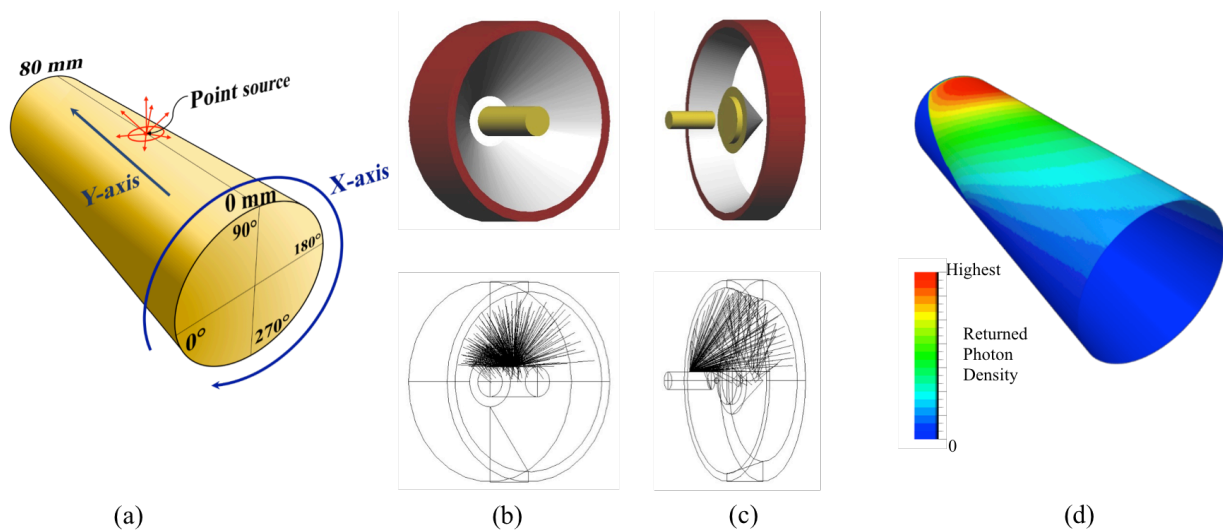 80 mm
Point source
Y-axis
X-axis
0 mm
90°
180°
0°
270°
Highest
Returned
Photon
Density
0
(a)
(b)
(c)
(d)